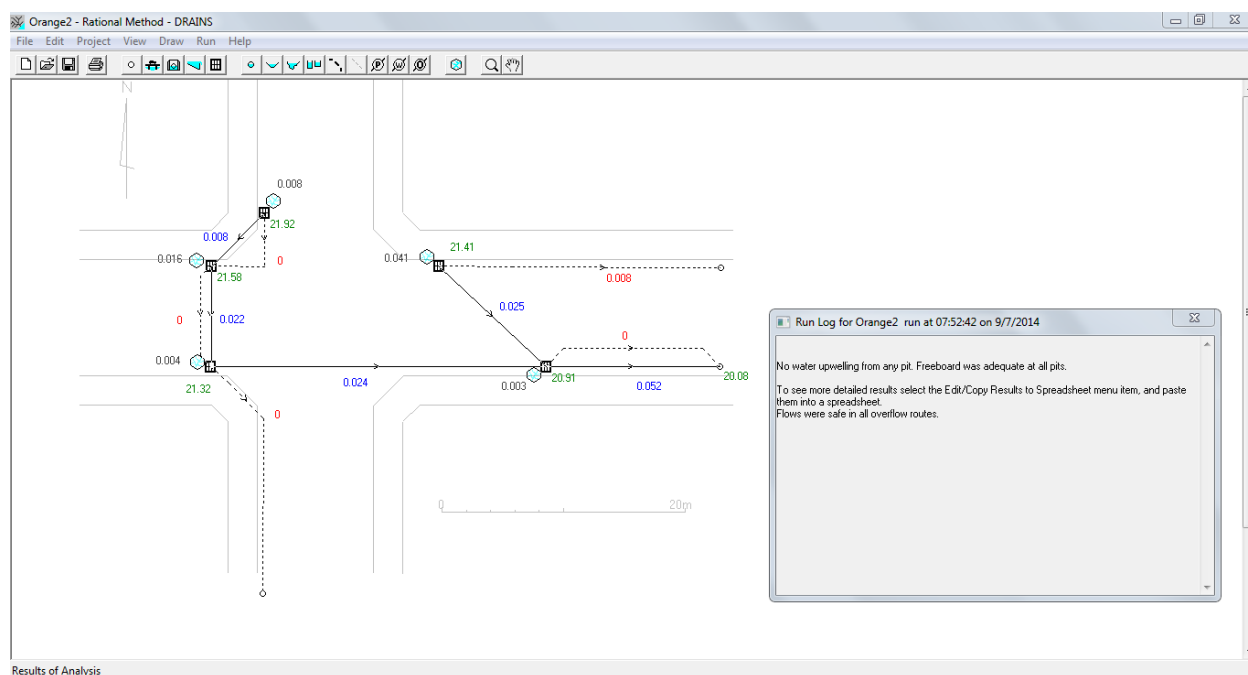 Orange2 - Rational Method - DRAINS
File Edit Project View Draw Run Help
N
0.008
21.92
0.008
0.016
0
21.58
0.041
21.41
0.008
0.025
0
0.022
0
0.004
21.32
0.024
0.003
20.91
0.052
20.08
0
0
20m
Run Log for Orange2 run at 07:52:42 on 9/7/2014
No water upwelling from any pit. Freeboard was adequate at all pits.
To see more detailed results select the Edit/Copy Results to Spreadsheet menu item, and paste
them into a spreadsheet.
Flows were safe in all overflow routes.
Results of Analysis